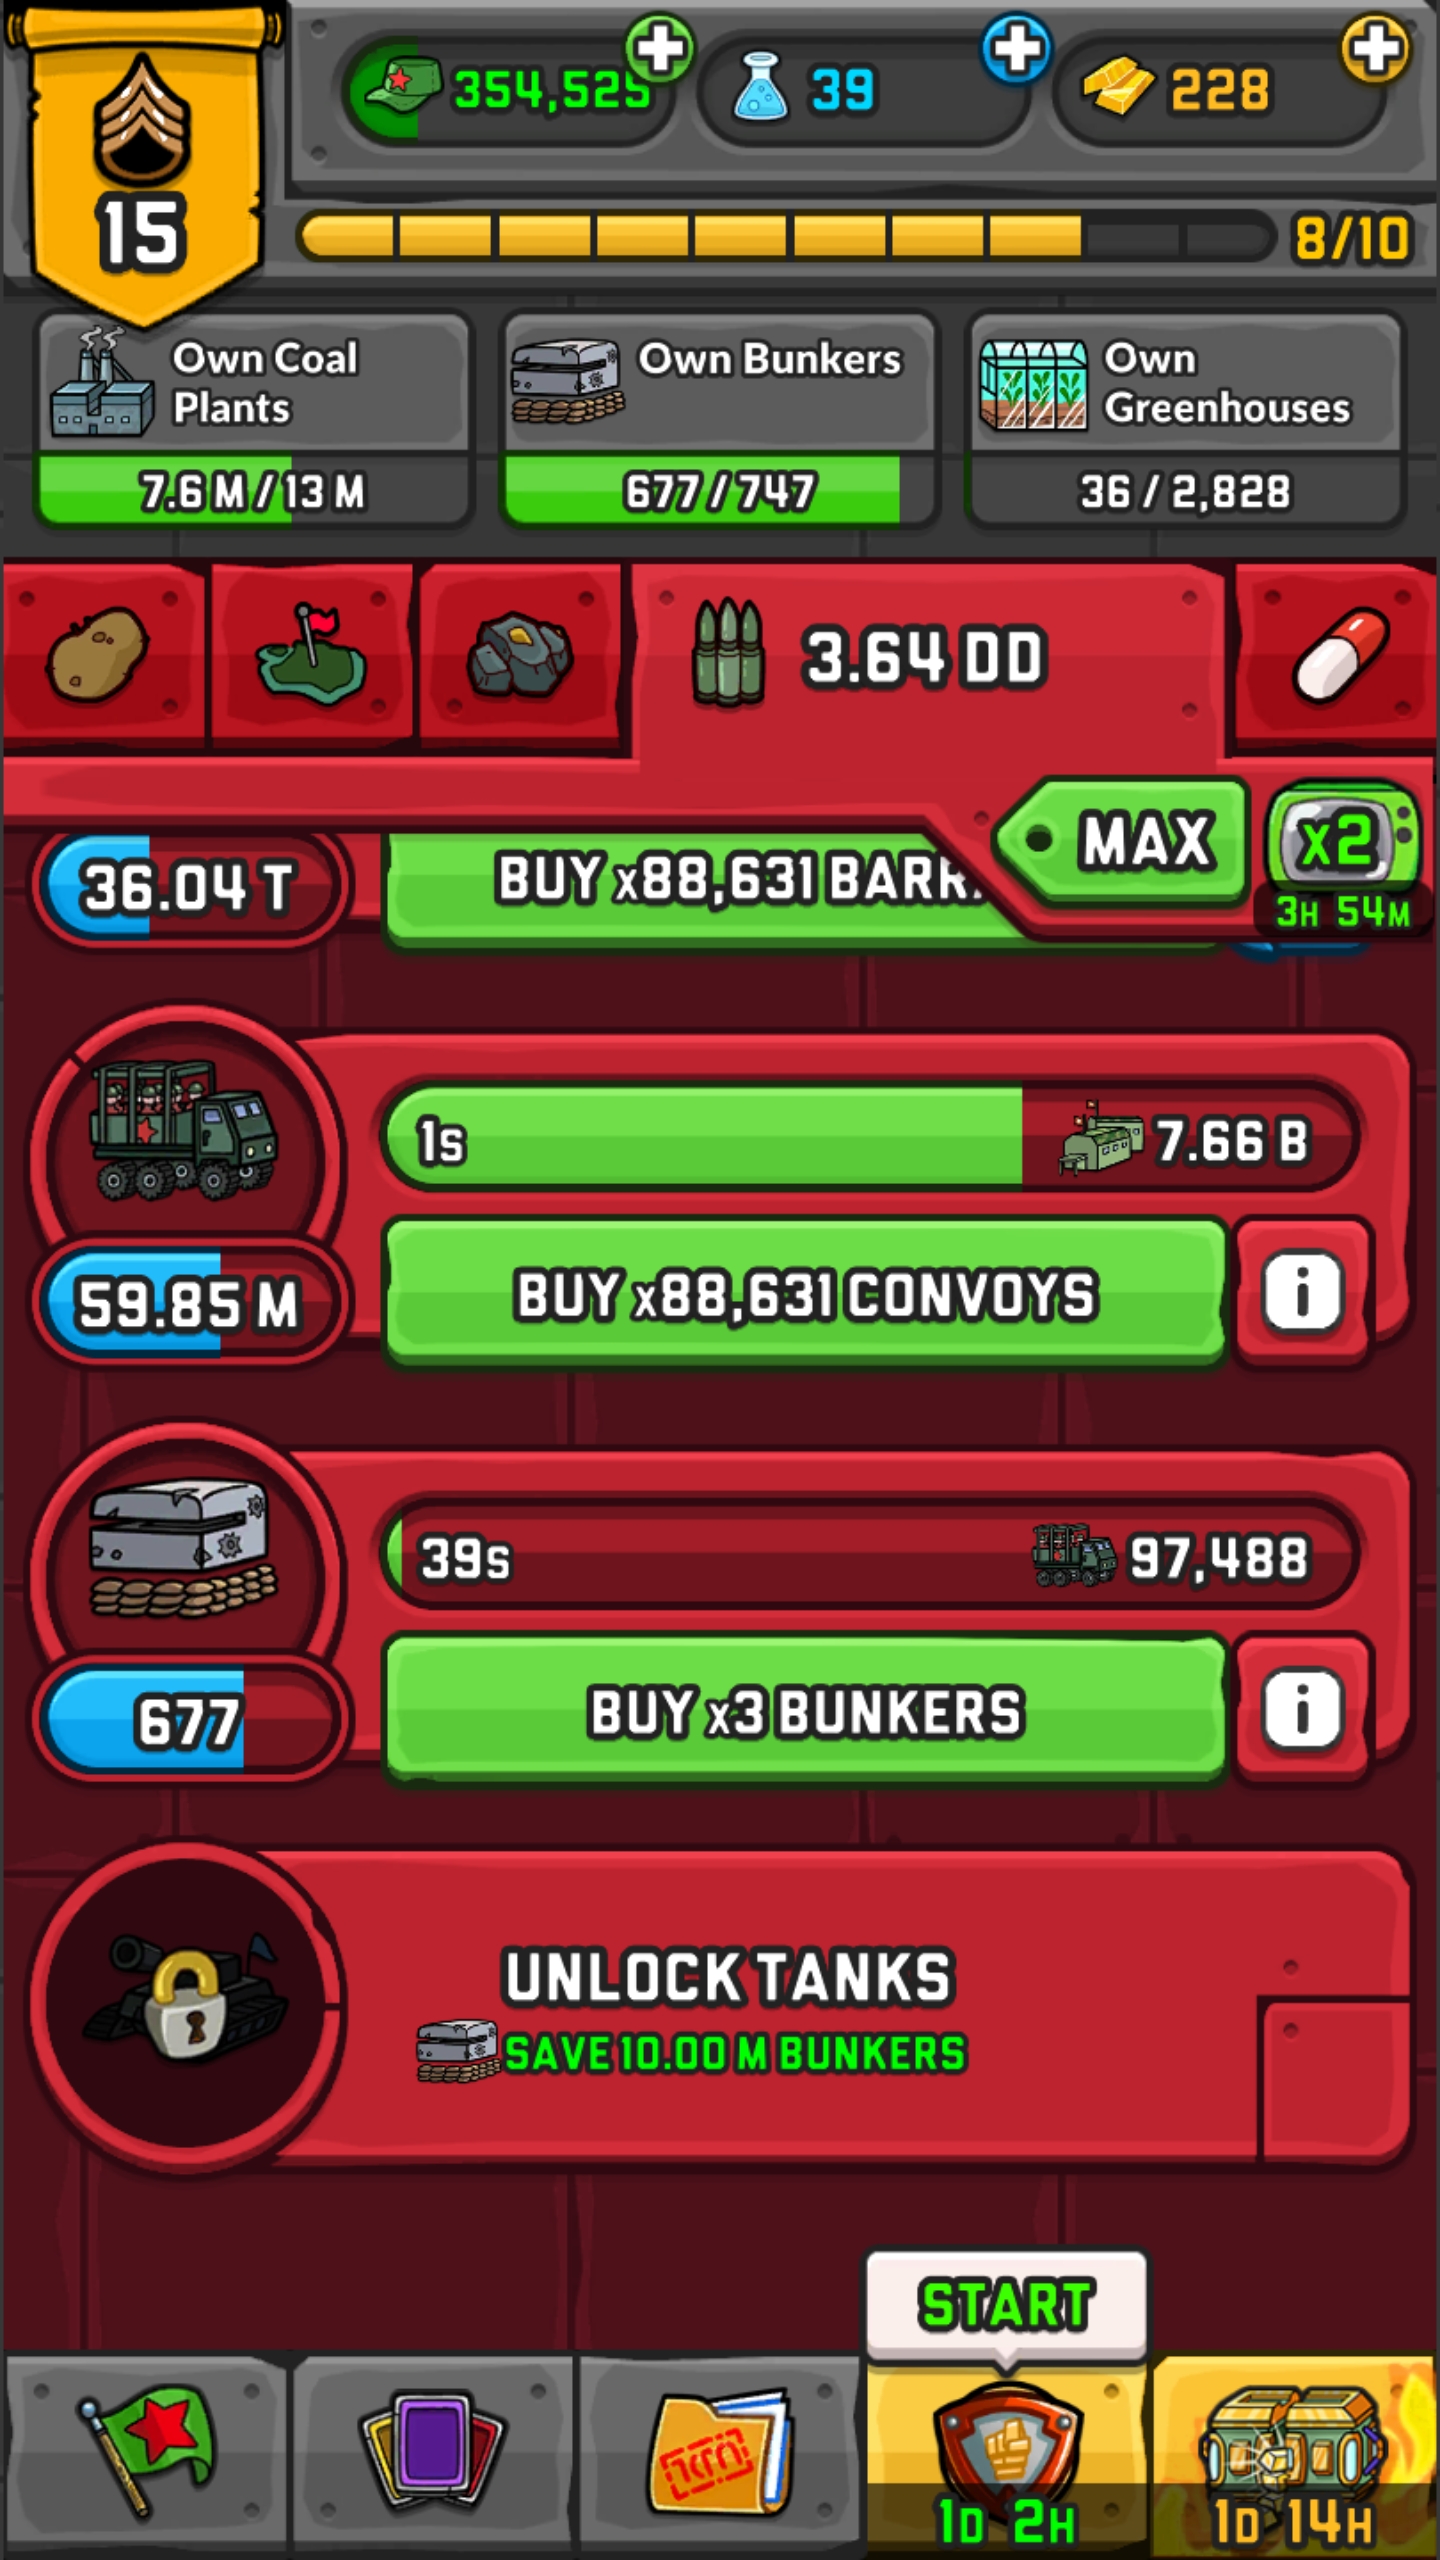 354,525
39
228
15
8/10
Own Coal
Plants
7.6 M / 13 M
Own Bunkers
677 / 747
Own
Greenhouses
36 / 2,828
3.64 DD
MAX
x2
3H 54M
36.04 T
BUY x88,631 BARR
1s
7.66 B
59.85 M
BUY x88,631 CONVOYS
i
39s
97,488
677
BUY x3 BUNKERS
i
UNLOCK TANKS
SAVE 10.00 M BUNKERS
START
1D 2H
1D 14H